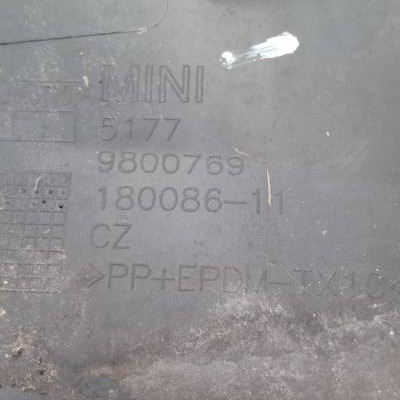 MINI
5177
9800769
180086-11
CZ
>PP+EPDM-TX10<